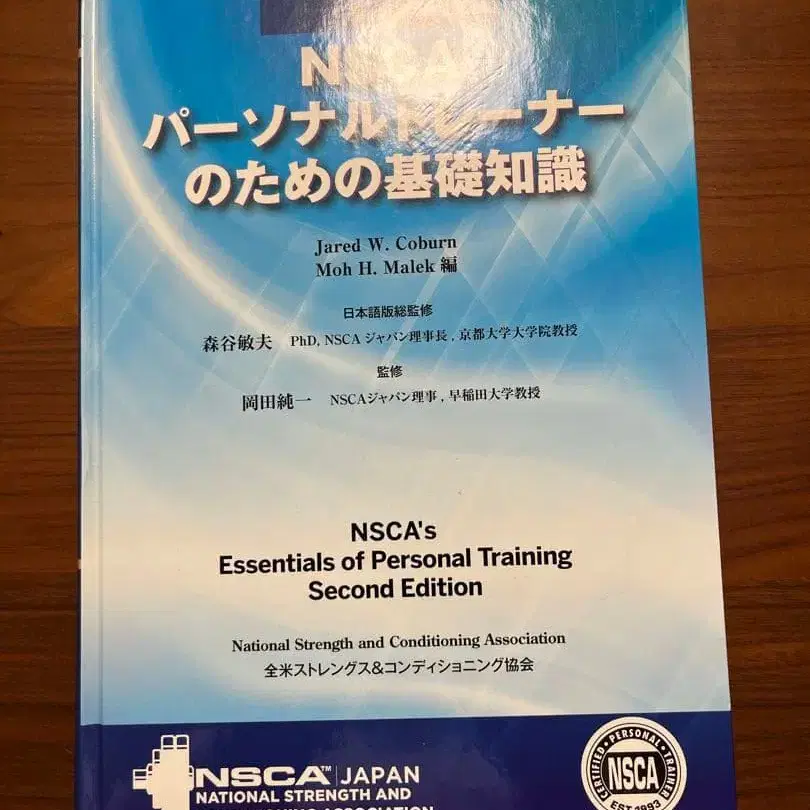 NSCA
パーソナルトレーナー
のための基礎知識
Jared W. Coburn
Moh H. Malek 編
日本語版総監修
森谷敏夫 PhD, NSCA ジャパン理事長 , 京都大学大学院教授
監修
岡田純一 NSCAジャパン理事 , 早稲田大学教授
NSCA's
Essentials of Personal Training
Second Edition
National Strength and Conditioning Association
全米ストレングス&コンディショニング協会
NSCA™ | JAPAN
NATIONAL STRENGTH AND
ASSOCIATION
CERTIFIED • PERSONAL • TRAINER
NSCA
EST. 1993